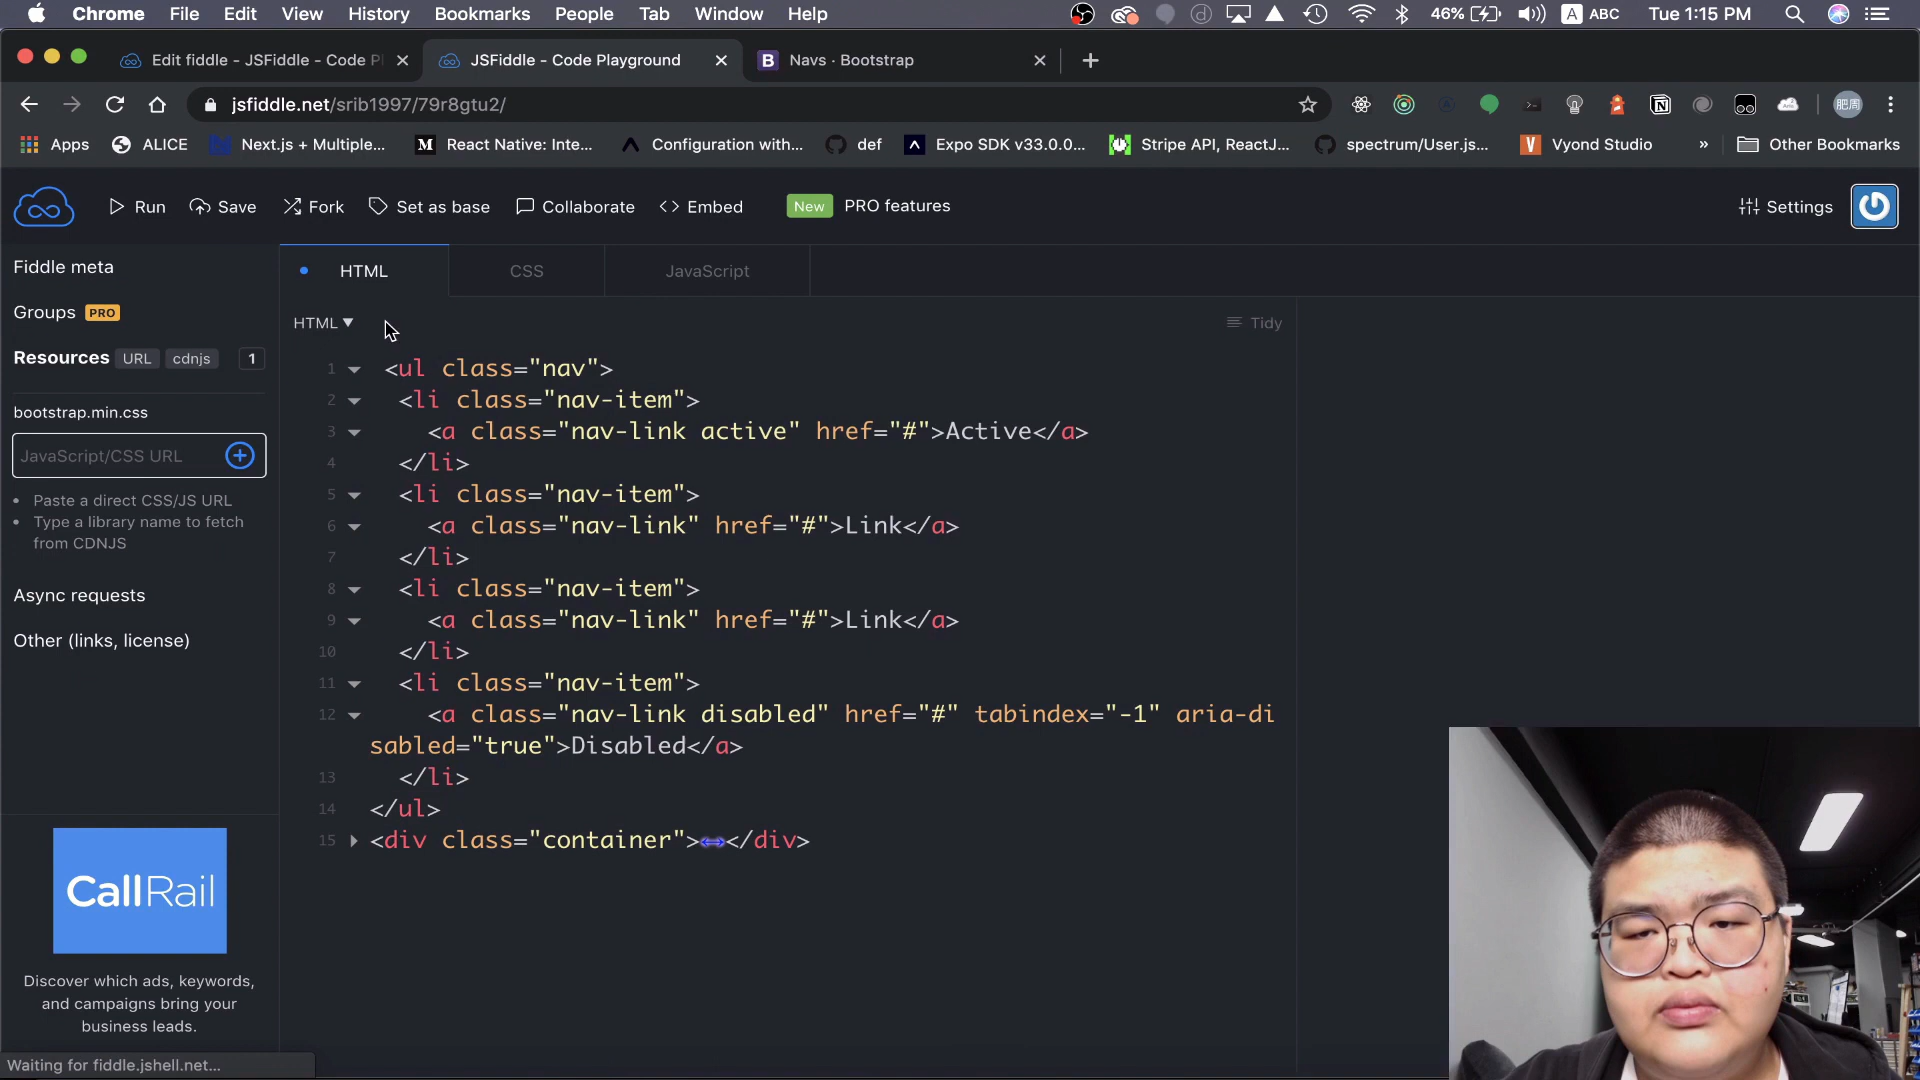 Chrome File Edit View History Bookmarks People Tab Window Help 46% A ABC Tue 1:15 PM
Edit fiddle - JSFiddle - Code Pl JSFiddle - Code Playground B Navs · Bootstrap
jsfiddle.net/srib1997/79r8gtu2/ 肥周
Apps ALICE Next.js + Multiple... M React Native: Inte... Configuration with... def Expo SDK v33.0.0... Stripe API, ReactJ... spectrum/User.js... V Vyond Studio » Other Bookmarks
Run Save Fork Set as base Collaborate Embed New PRO features Settings
Fiddle meta
Groups PRO
Resources URL cdnjs 1
bootstrap.min.css
JavaScript/CSS URL
• Paste a direct CSS/JS URL
• Type a library name to fetch
from CDNJS
Async requests
Other (links, license)
CallRail
Discover which ads, keywords,
and campaigns bring your
business leads.
Waiting for fiddle.jshell.net...
HTML CSS JavaScript
HTML ▼ Tidy
1 <ul class="nav">
2 <li class="nav-item">
3 <a class="nav-link active" href="#">Active</a>
4 </li>
5 <li class="nav-item">
6 <a class="nav-link" href="#">Link</a>
7 </li>
8 <li class="nav-item">
9 <a class="nav-link" href="#">Link</a>
10 </li>
11 <li class="nav-item">
12 <a class="nav-link disabled" href="#" tabindex="-1" aria-di
sabled="true">Disabled</a>
13 </li>
14 </ul>
15 <div class="container">↔</div>